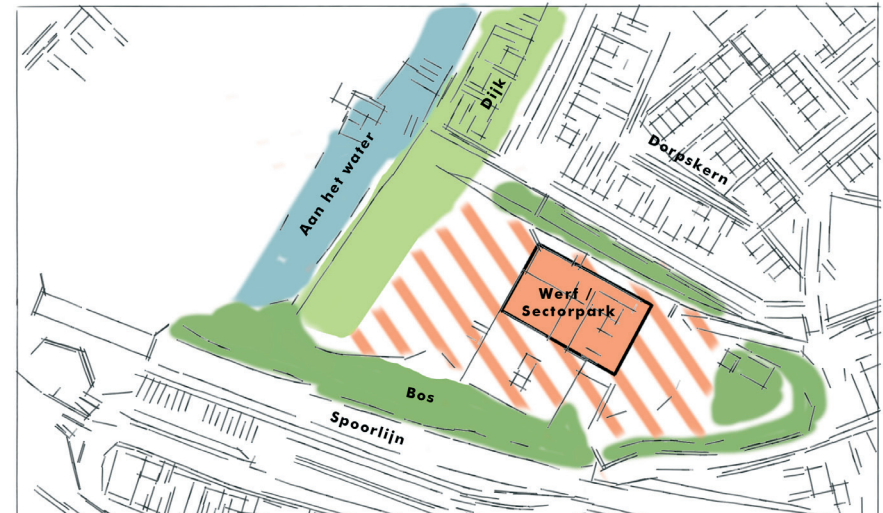 Dijk
Aan het water
Dorpskern
Werf /
Sectorpark
Bos
Spoorlijn